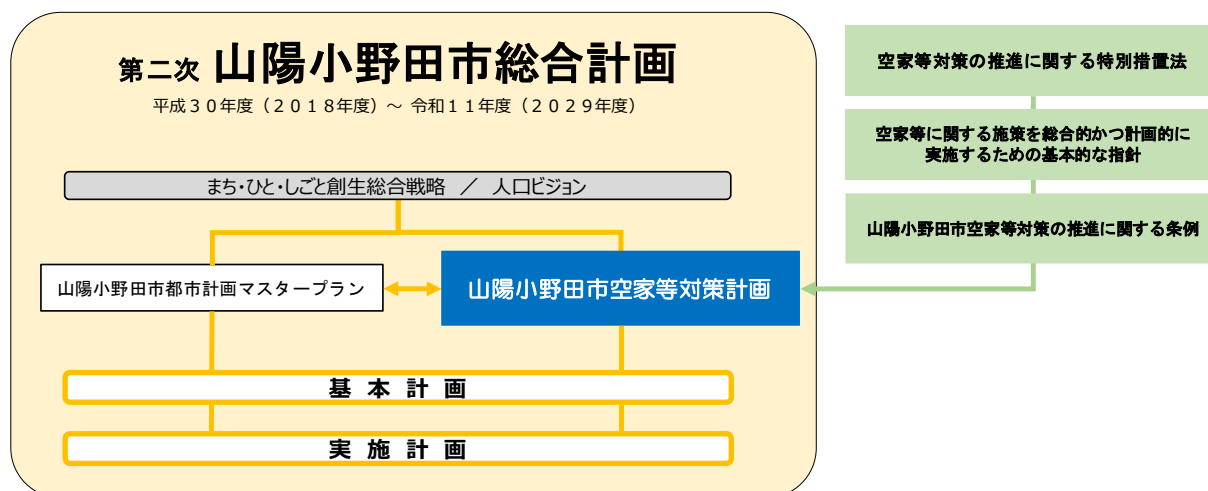 第二次 山陽小野田市総合計画
平成30年度(2018年度)~ 令和11年度(2029年度)
まち・ひと・しごと創生総合戦略 / 人口ビジョン
山陽小野田市都市計画マスタープラン
山陽小野田市空家等対策計画
基本計画
実施計画
空家等対策の推進に関する特別措置法
空家等に関する施策を総合的かつ計画的に
実施するための基本的な指針
山陽小野田市空家等対策の推進に関する条例